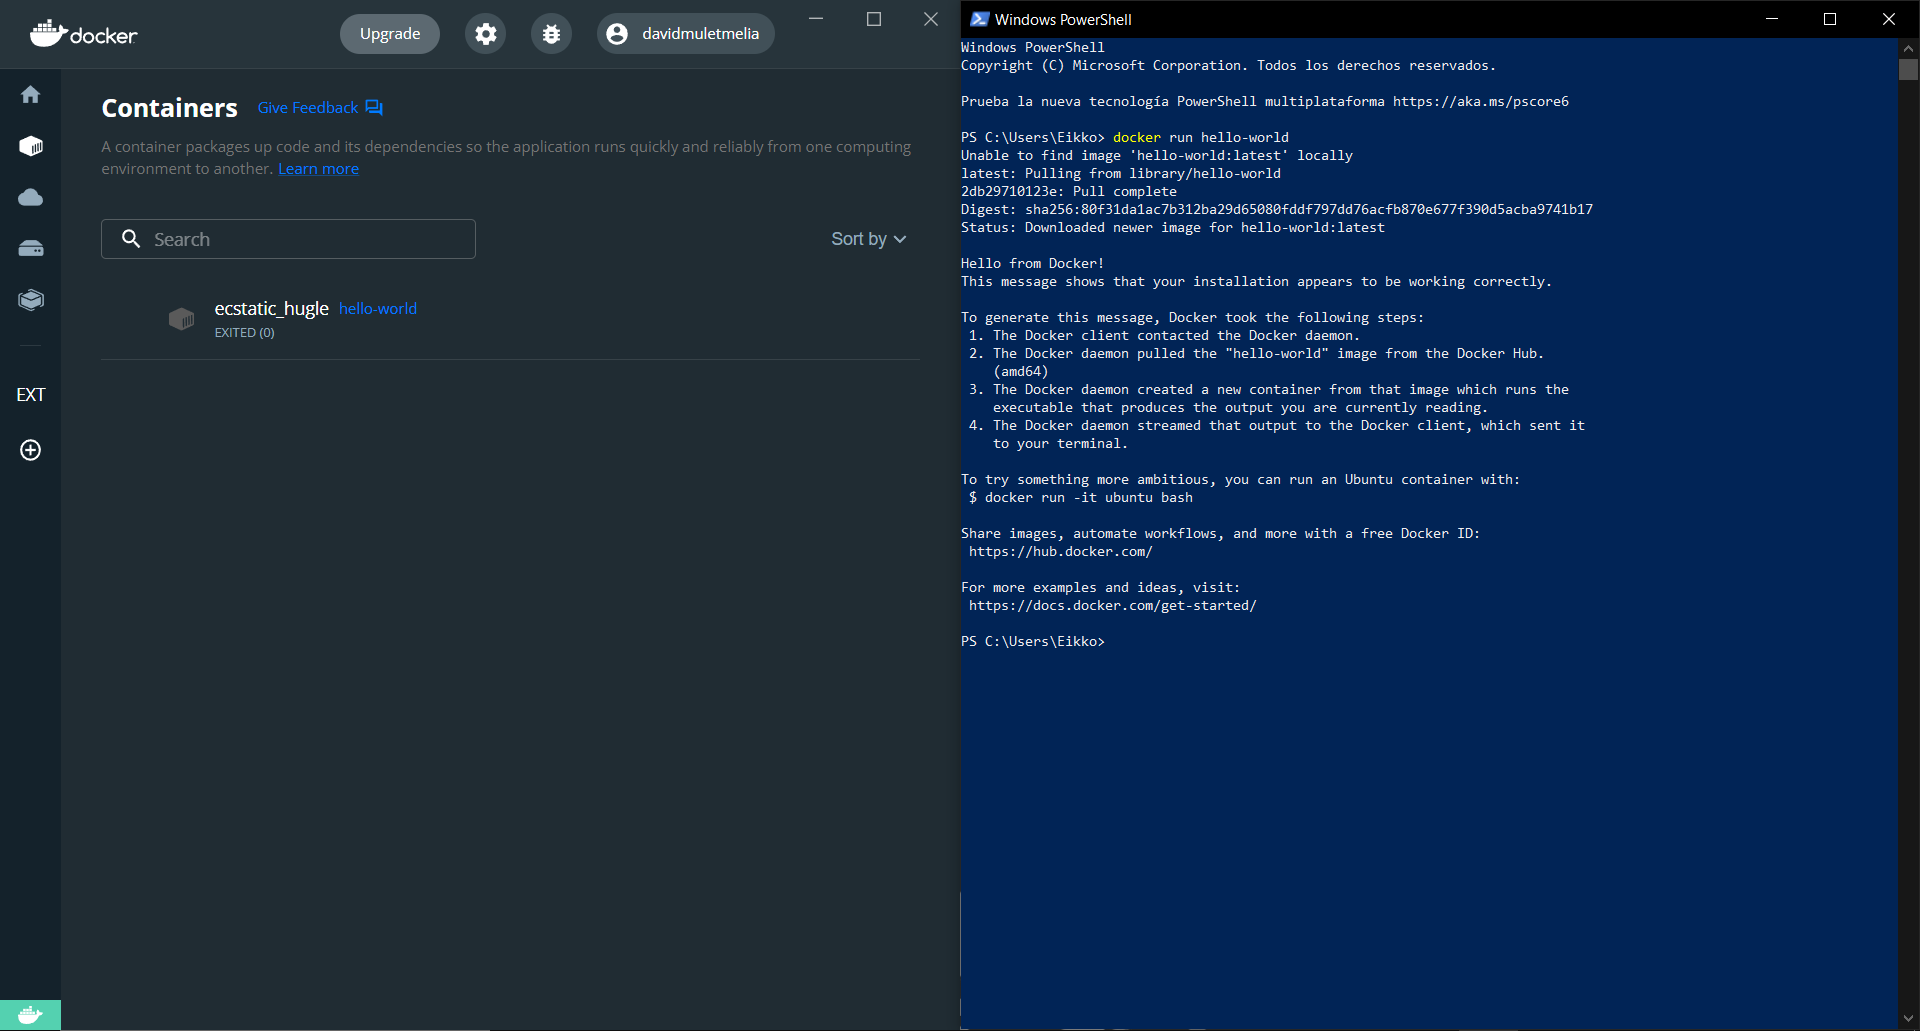 docker
Upgrade
davidmuletmelia
Containers Give Feedback
A container packages up code and its dependencies so the application runs quickly and reliably from one computing
environment to another. Learn more
Search
Sort by
ecstatic_hugle hello-world
EXITED (0)
EXT
Windows PowerShell
Windows PowerShell
Copyright (C) Microsoft Corporation. Todos los derechos reservados.
Prueba la nueva tecnología PowerShell multiplataforma https://aka.ms/pscore6
PS C:\Users\Eikko> docker run hello-world
Unable to find image 'hello-world:latest' locally
latest: Pulling from library/hello-world
2db29710123e: Pull complete
Digest: sha256:80f31da1ac7b312ba29d65080fddf797dd76acfb870e677f390d5acba9741b17
Status: Downloaded newer image for hello-world:latest
Hello from Docker!
This message shows that your installation appears to be working correctly.
To generate this message, Docker took the following steps:
1. The Docker client contacted the Docker daemon.
2. The Docker daemon pulled the "hello-world" image from the Docker Hub.
(amd64)
3. The Docker daemon created a new container from that image which runs the
executable that produces the output you are currently reading.
4. The Docker daemon streamed that output to the Docker client, which sent it
to your terminal.
To try something more ambitious, you can run an Ubuntu container with:
$ docker run -it ubuntu bash
Share images, automate workflows, and more with a free Docker ID:
https://hub.docker.com/
For more examples and ideas, visit:
https://docs.docker.com/get-started/
PS C:\Users\Eikko>